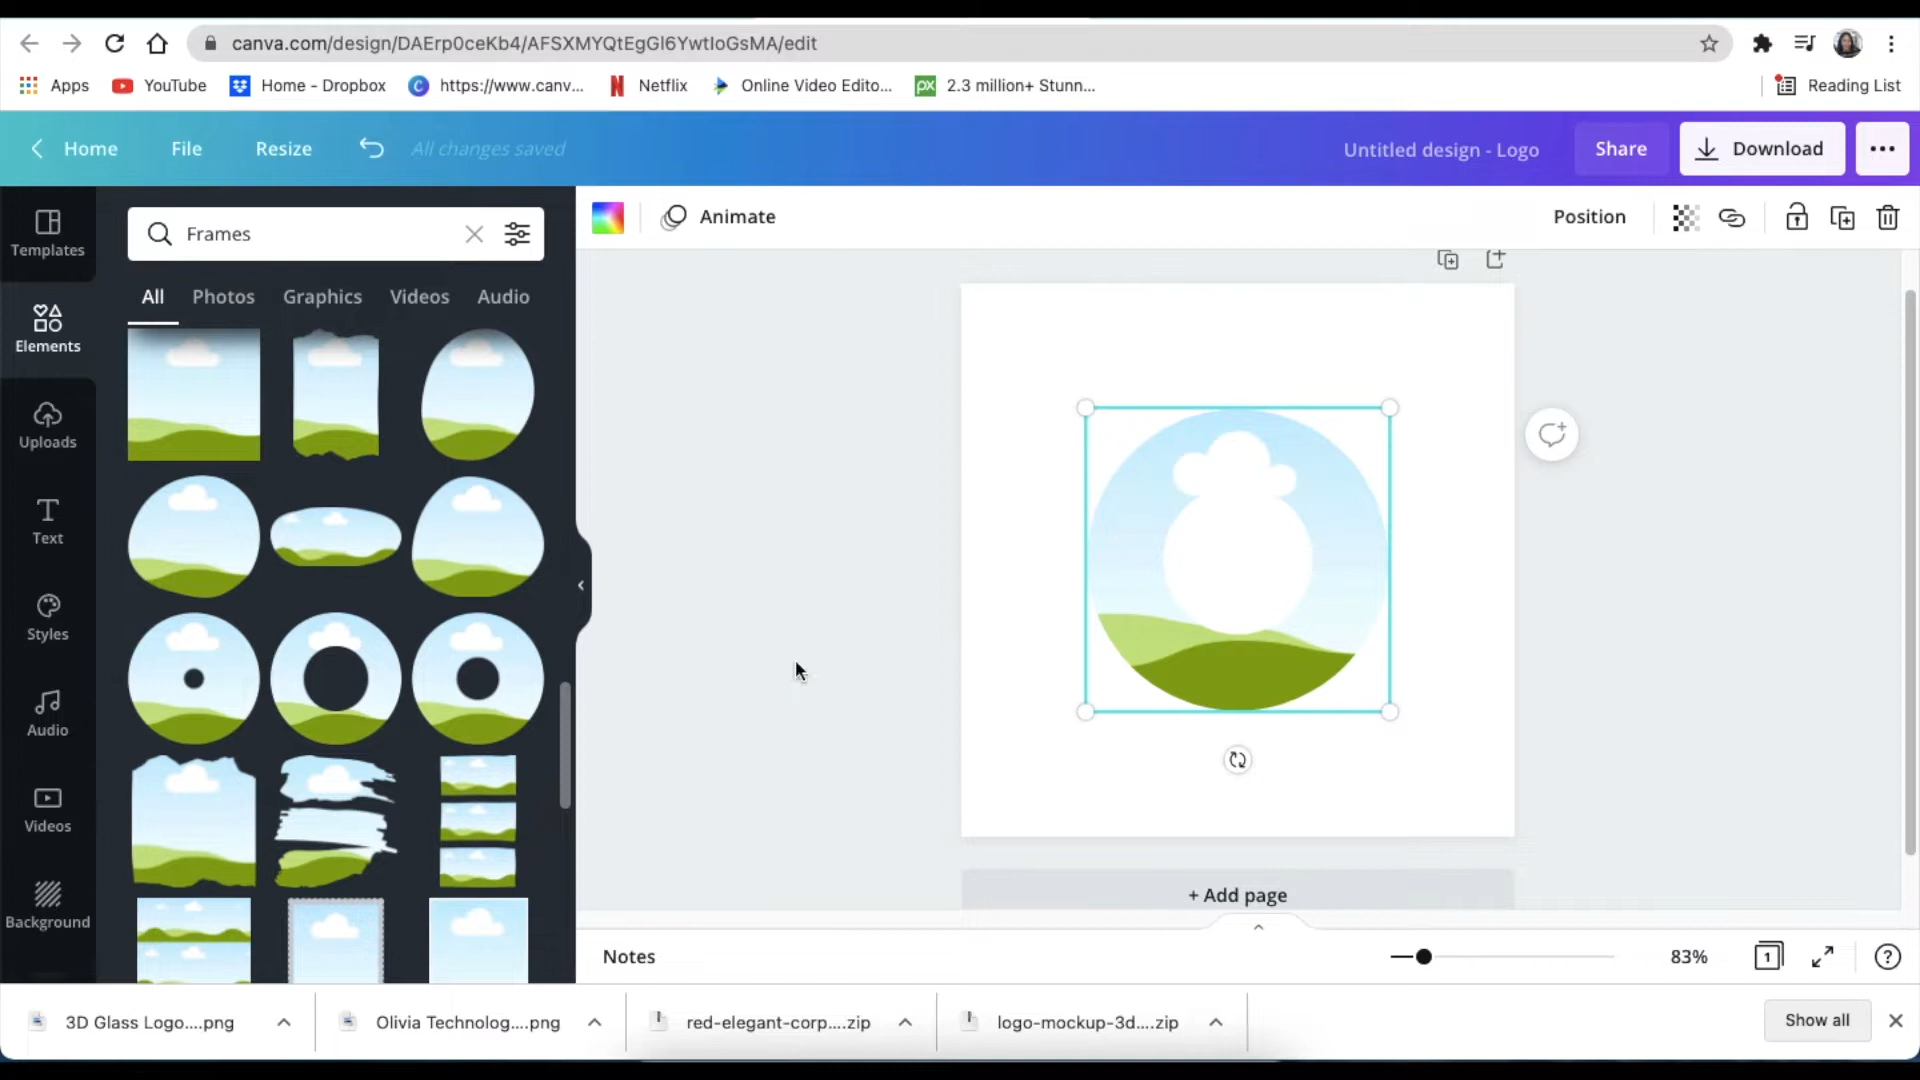 canva.com/design/DAErp0ceKb4/AFSXMYQtEgGl6YwtIoGsMA/edit
Apps
YouTube
Home - Dropbox
https://www.canv...
Netflix
Online Video Edito...
px
2.3 million+ Stunn...
Reading List
Home
File
Resize
All changes saved
Untitled design - Logo
Share
Download
Templates
Elements
Uploads
Text
Styles
Audio
Videos
Background
Frames
All
Photos
Graphics
Videos
Audio
Animate
Position
+ Add page
Notes
83%
1
?
3D Glass Logo....png
Olivia Technolog....png
red-elegant-corp....zip
logo-mockup-3d....zip
Show all